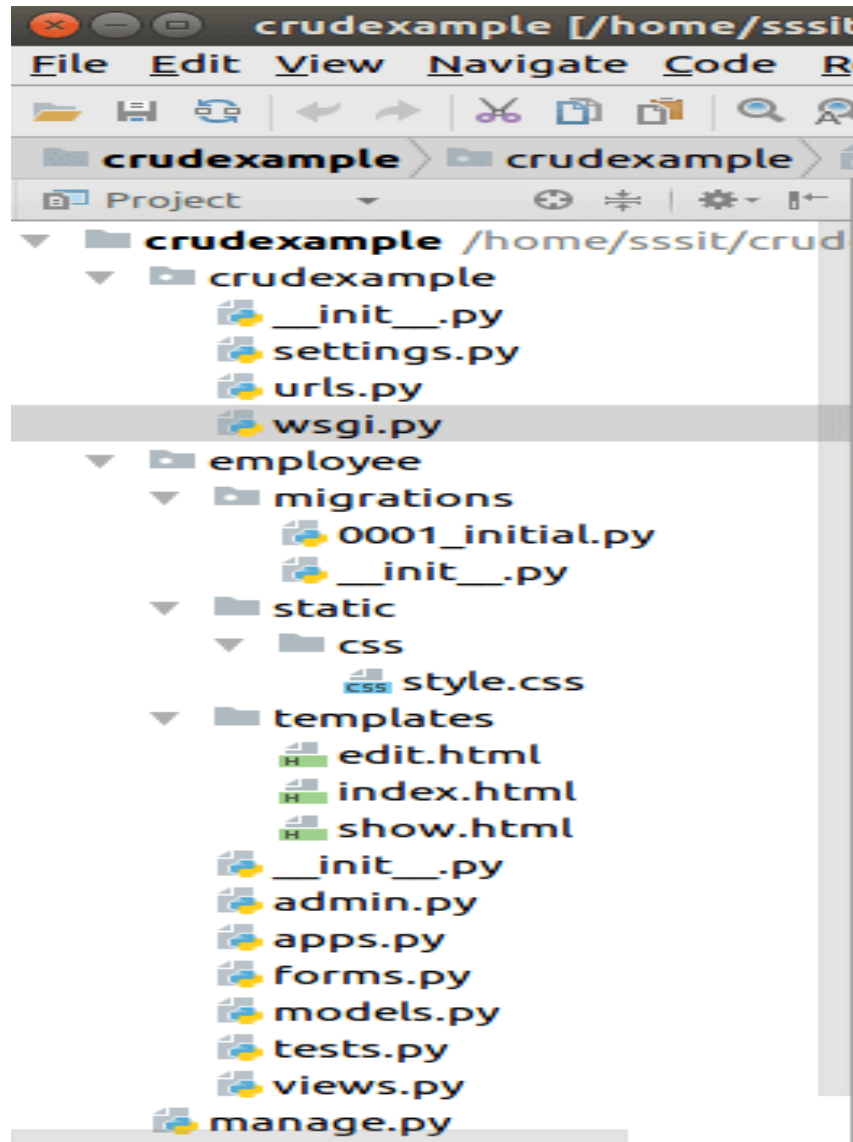 crudexample [/home/sssit
File Edit View Navigate Code R
crudexample crudexample
Project
crudexample /home/sssit/crud
crudexample
__init__.py
settings.py
urls.py
wsgi.py
employee
migrations
0001_initial.py
__init__.py
static
css
style.css
templates
edit.html
index.html
show.html
__init__.py
admin.py
apps.py
forms.py
models.py
tests.py
views.py
manage.py